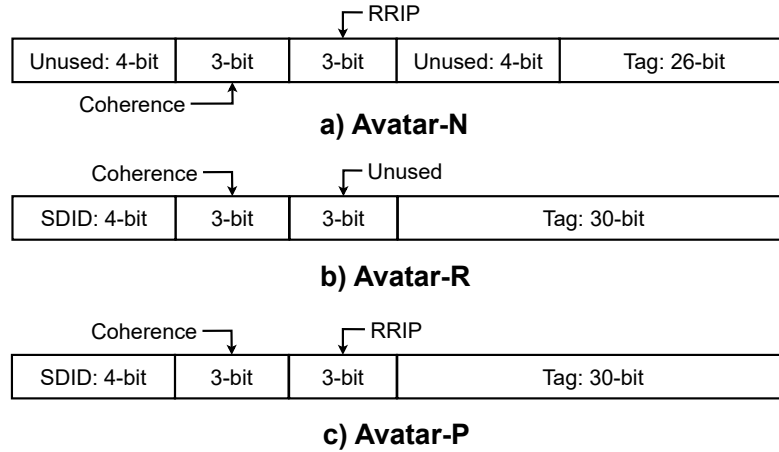 RRIP
Unused: 4-bit 3-bit 3-bit Unused: 4-bit Tag: 26-bit
Coherence
a) Avatar-N
Coherence Unused
SDID: 4-bit 3-bit 3-bit Tag: 30-bit
b) Avatar-R
Coherence RRIP
SDID: 4-bit 3-bit 3-bit Tag: 30-bit
c) Avatar-P